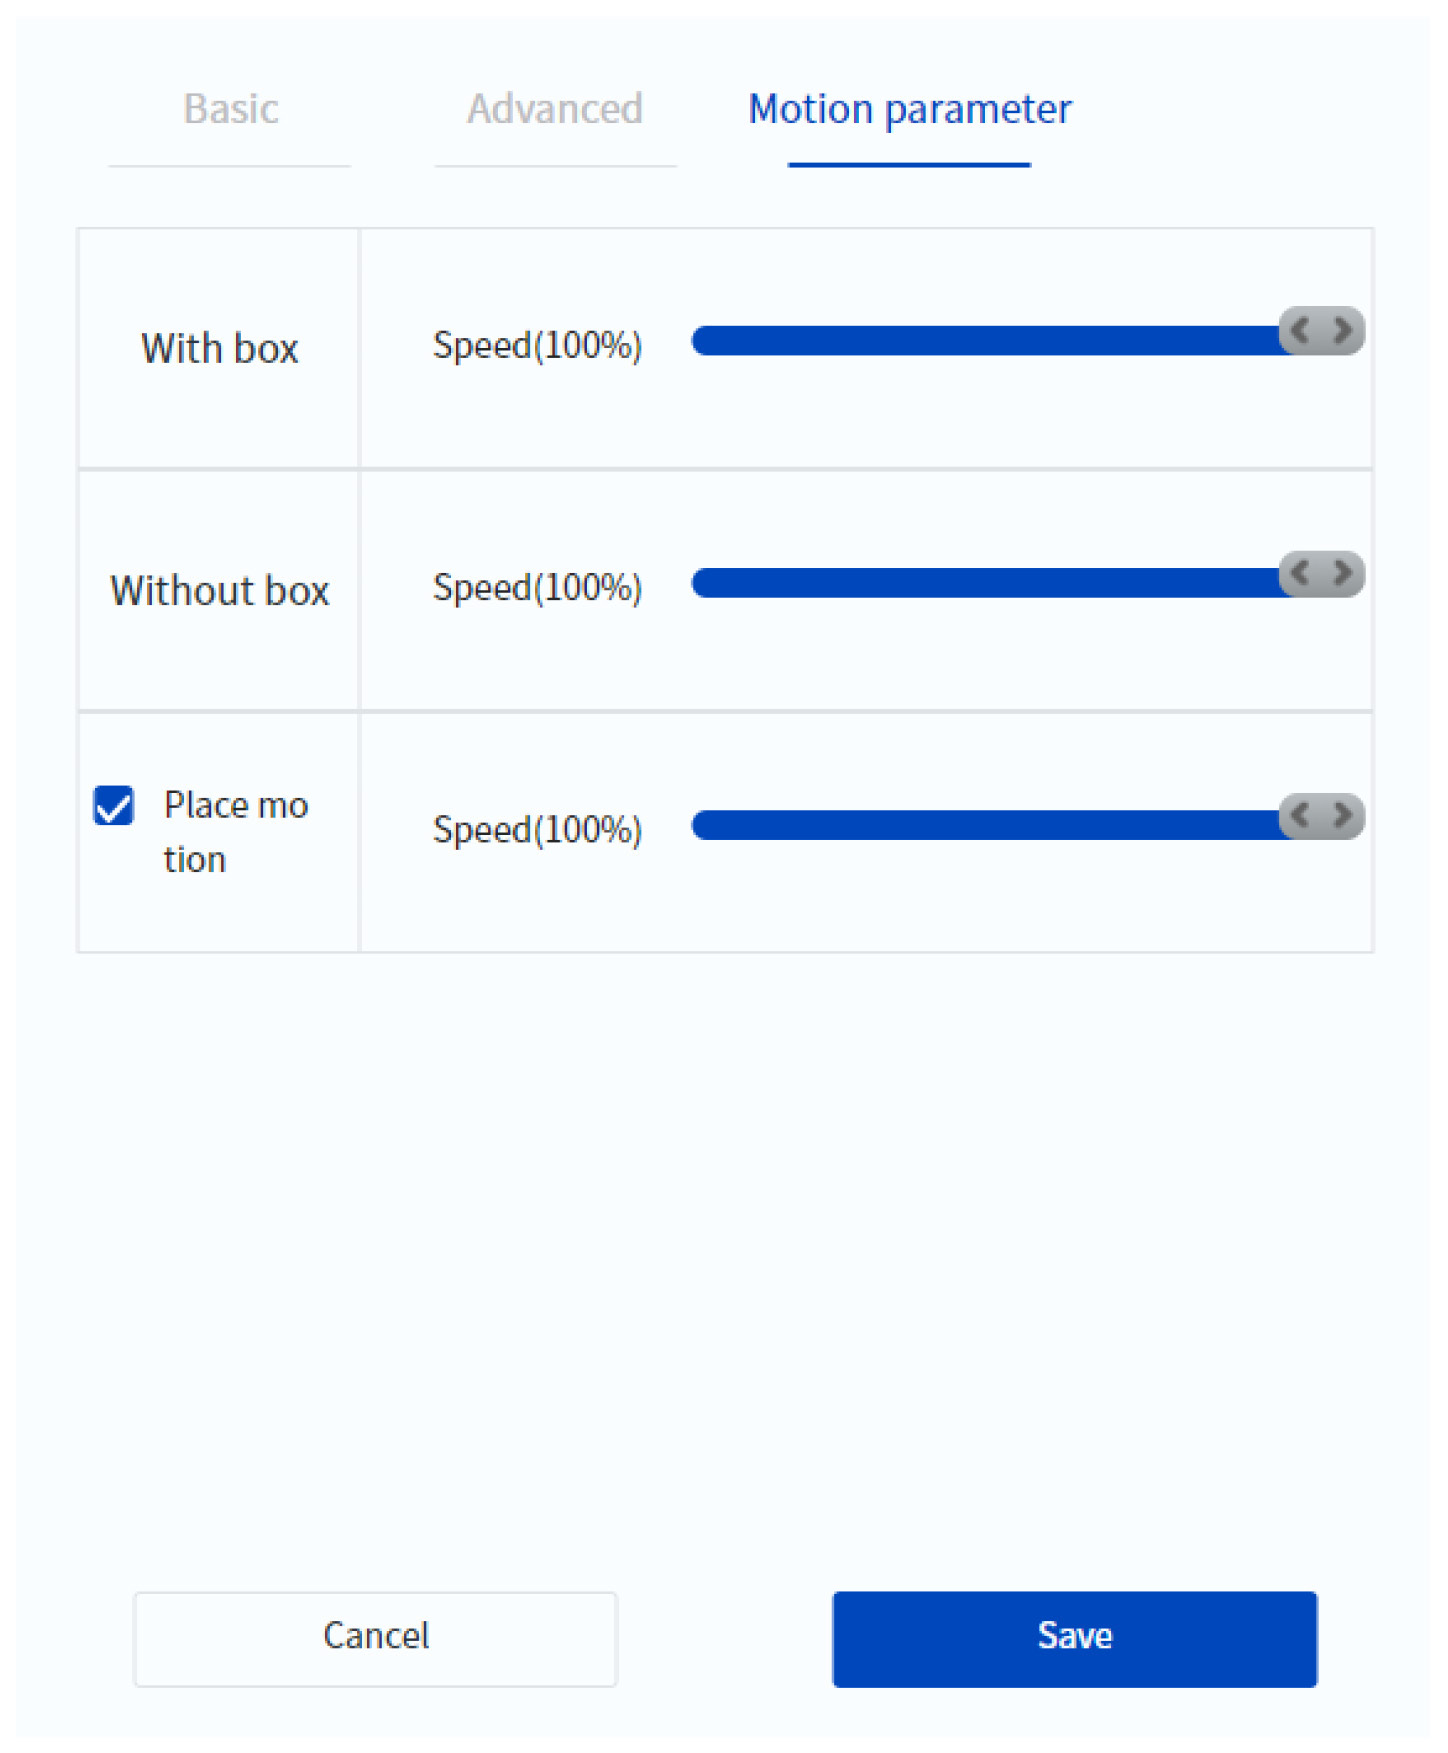 Basic Advanced Motion parameter
With box Speed(100%)
Without box Speed(100%)
Place mo
tion
Speed(100%)
Cancel Save